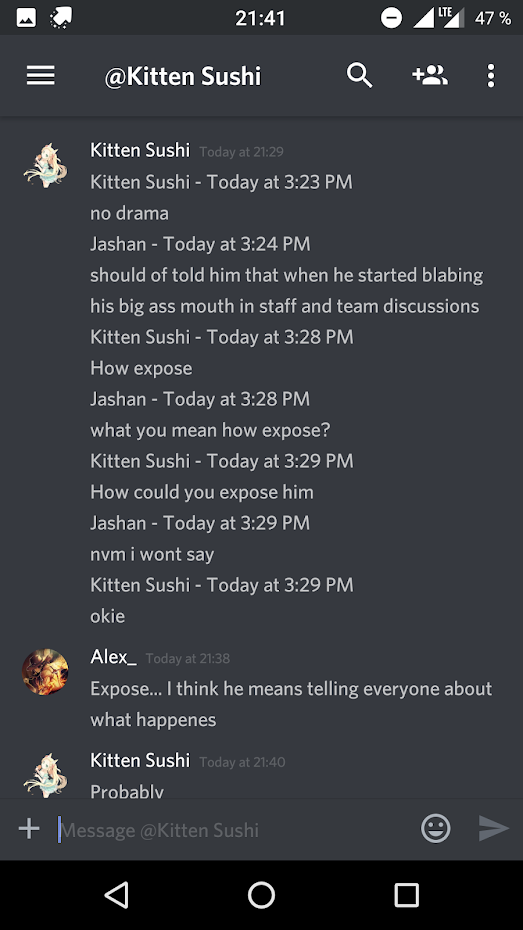 21:41 LTE 47 %
@Kitten Sushi
Kitten Sushi Today at 21:29
Kitten Sushi - Today at 3:23 PM
no drama
Jashan - Today at 3:24 PM
should of told him that when he started blabing
his big ass mouth in staff and team discussions
Kitten Sushi - Today at 3:28 PM
How expose
Jashan - Today at 3:28 PM
what you mean how expose?
Kitten Sushi - Today at 3:29 PM
How could you expose him
Jashan - Today at 3:29 PM
nvm i wont say
Kitten Sushi - Today at 3:29 PM
okie
Alex_ Today at 21:38
Expose... I think he means telling everyone about
what happenes
Kitten Sushi Today at 21:40
Probably
Message @Kitten Sushi